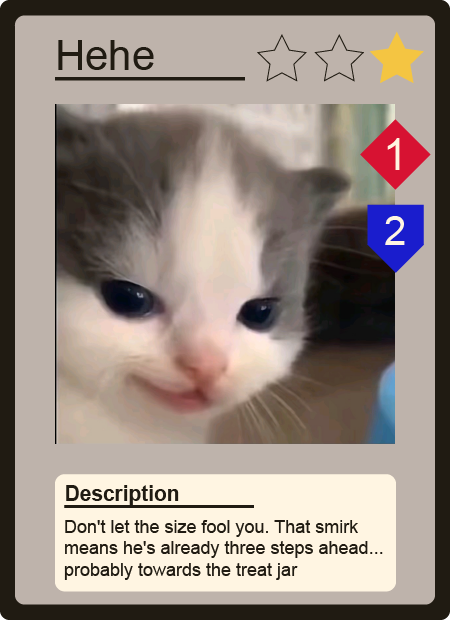 Hehe
1
2
Description
Don't let the size fool you. That smirk
means he's already three steps ahead...
probably towards the treat jar